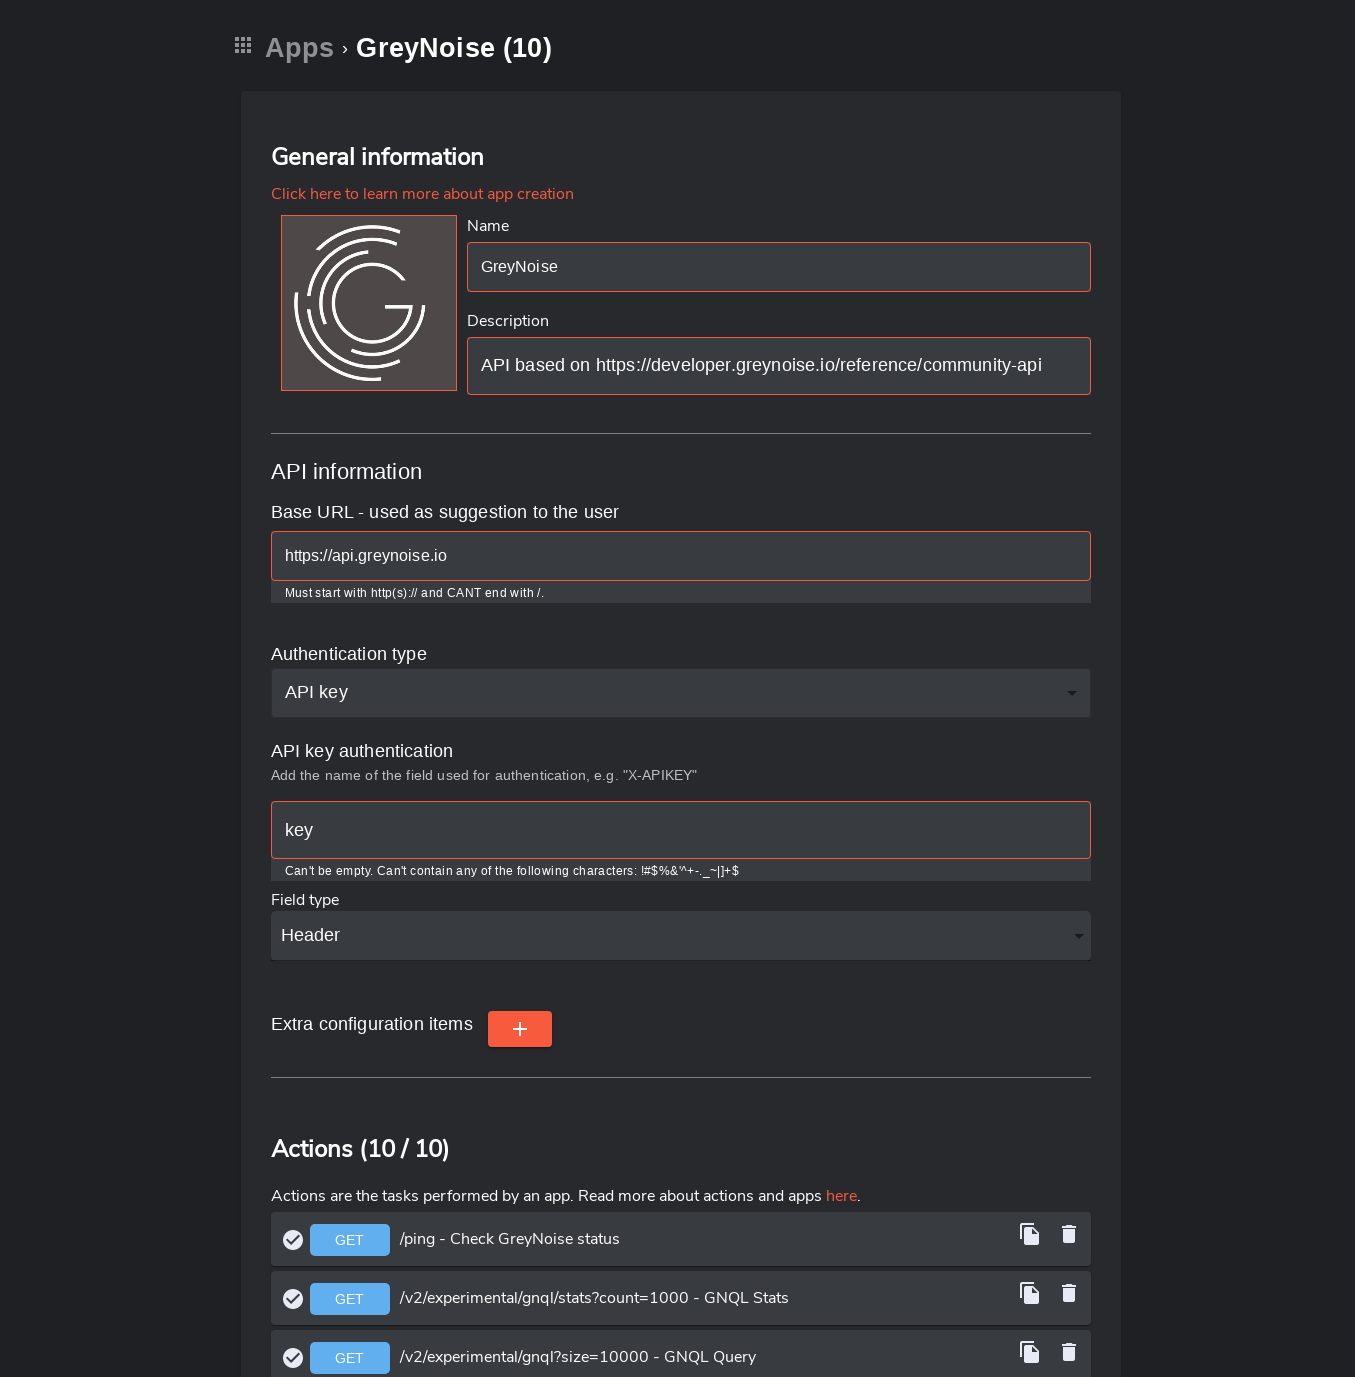 Apps › GreyNoise (10)
General information
Click here to learn more about app creation
Name
GreyNoise
Description
API based on https://developer.greynoise.io/reference/community-api
API information
Base URL - used as suggestion to the user
https://api.greynoise.io
Must start with http(s):// and CANT end with /.
Authentication type
API key
API key authentication
Add the name of the field used for authentication, e.g. "X-APIKEY"
key
Can't be empty. Can't contain any of the following characters: !#$%&'^+-._~|]+$
Field type
Header
Extra configuration items +
Actions (10 / 10)
Actions are the tasks performed by an app. Read more about actions and apps here.
GET /ping - Check GreyNoise status
GET /v2/experimental/gnql/stats?count=1000 - GNQL Stats
GET /v2/experimental/gnql?size=10000 - GNQL Query